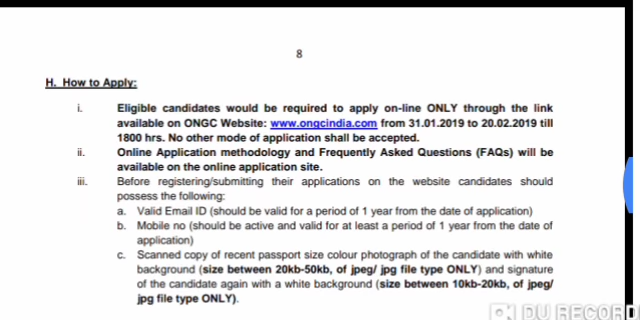 8
H. How to Apply:
i. Eligible candidates would be required to apply on-line ONLY through the link
available on ONGC Website: www.ongcindia.com from 31.01.2019 to 20.02.2019 till
1800 hrs. No other mode of application shall be accepted.
ii. Online Application methodology and Frequently Asked Questions (FAQs) will be
available on the online application site.
iii. Before registering/submitting their applications on the website candidates should
possess the following:
a. Valid Email ID (should be valid for a period of 1 year from the date of application)
b. Mobile no (should be active and valid for at least a period of 1 year from the date of
application)
c. Scanned copy of recent passport size colour photograph of the candidate with white
background (size between 20kb-50kb, of jpeg/ jpg file type ONLY) and signature
of the candidate again with a white background (size between 10kb-20kb, of jpeg/
jpg file type ONLY).
DU RECORD